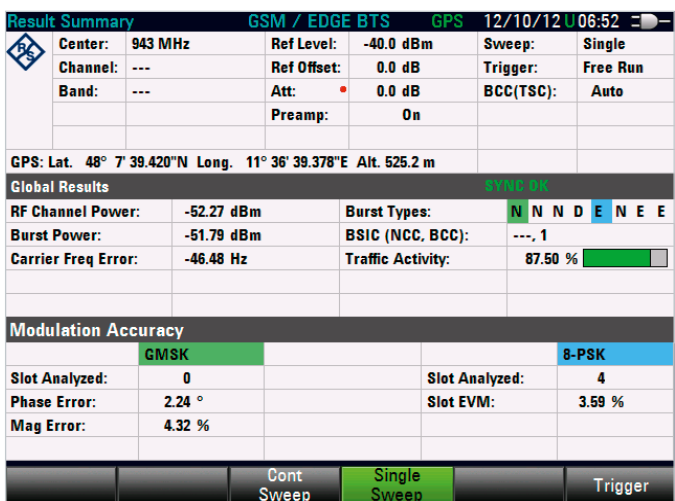 Result Summary GSM / EDGE BTS GPS 12/10/12 U 06:52
R S Center: 943 MHz Ref Level: -40.0 dBm Sweep: Single
Channel: --- Ref Offset: 0.0 dB Trigger: Free Run
Band: --- Att: 0.0 dB BCC(TSC): Auto
Preamp: On
GPS: Lat. 48° 7' 39.420"N Long. 11° 36' 39.378"E Alt. 525.2 m
Global Results SYNC OK
RF Channel Power: -52.27 dBm Burst Types: N N N D E N E E
Burst Power: -51.79 dBm BSIC (NCC, BCC): ---, 1
Carrier Freq Error: -46.48 Hz Traffic Activity: 87.50 %
Modulation Accuracy
GMSK 8-PSK
Slot Analyzed: 0 Slot Analyzed: 4
Phase Error: 2.24 ° Slot EVM: 3.59 %
Mag Error: 4.32 %
Cont Sweep Single Sweep Trigger